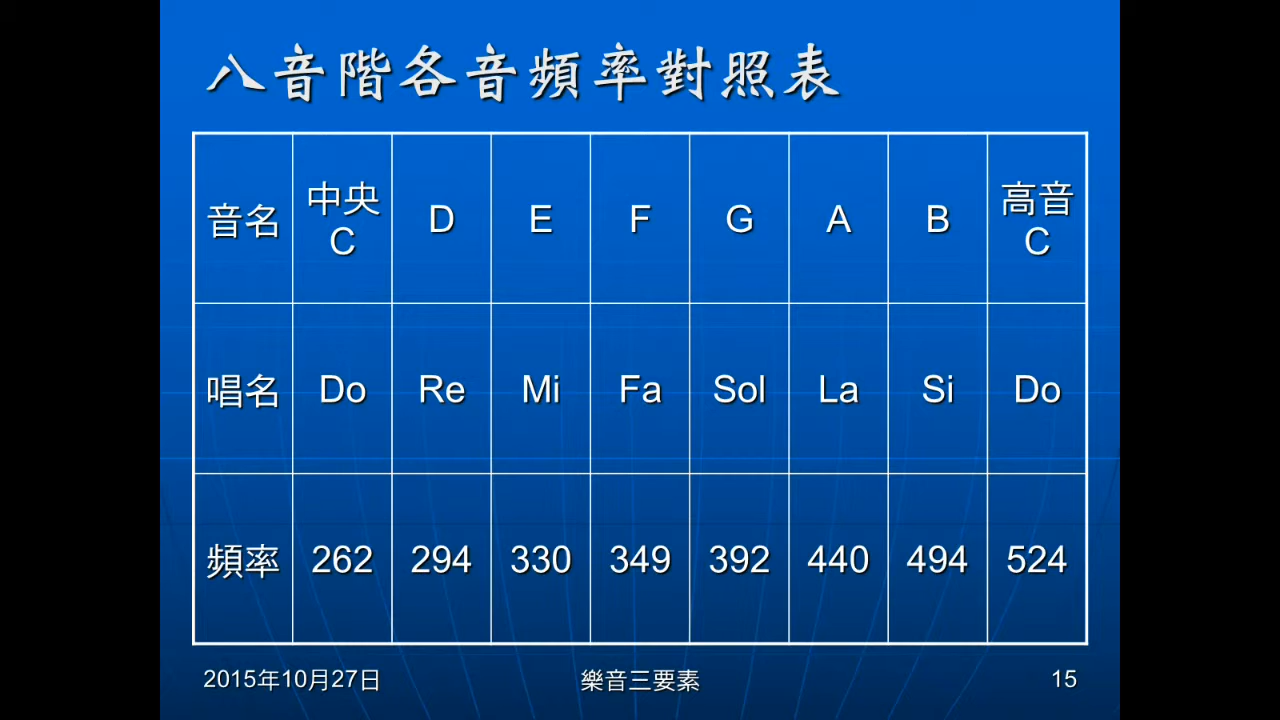 八音階各音頻率對照表
音名 中央C D E F G A B 高音C
唱名 Do Re Mi Fa Sol La Si Do
頻率 262 294 330 349 392 440 494 524
2015年10月27日 樂音三要素 15